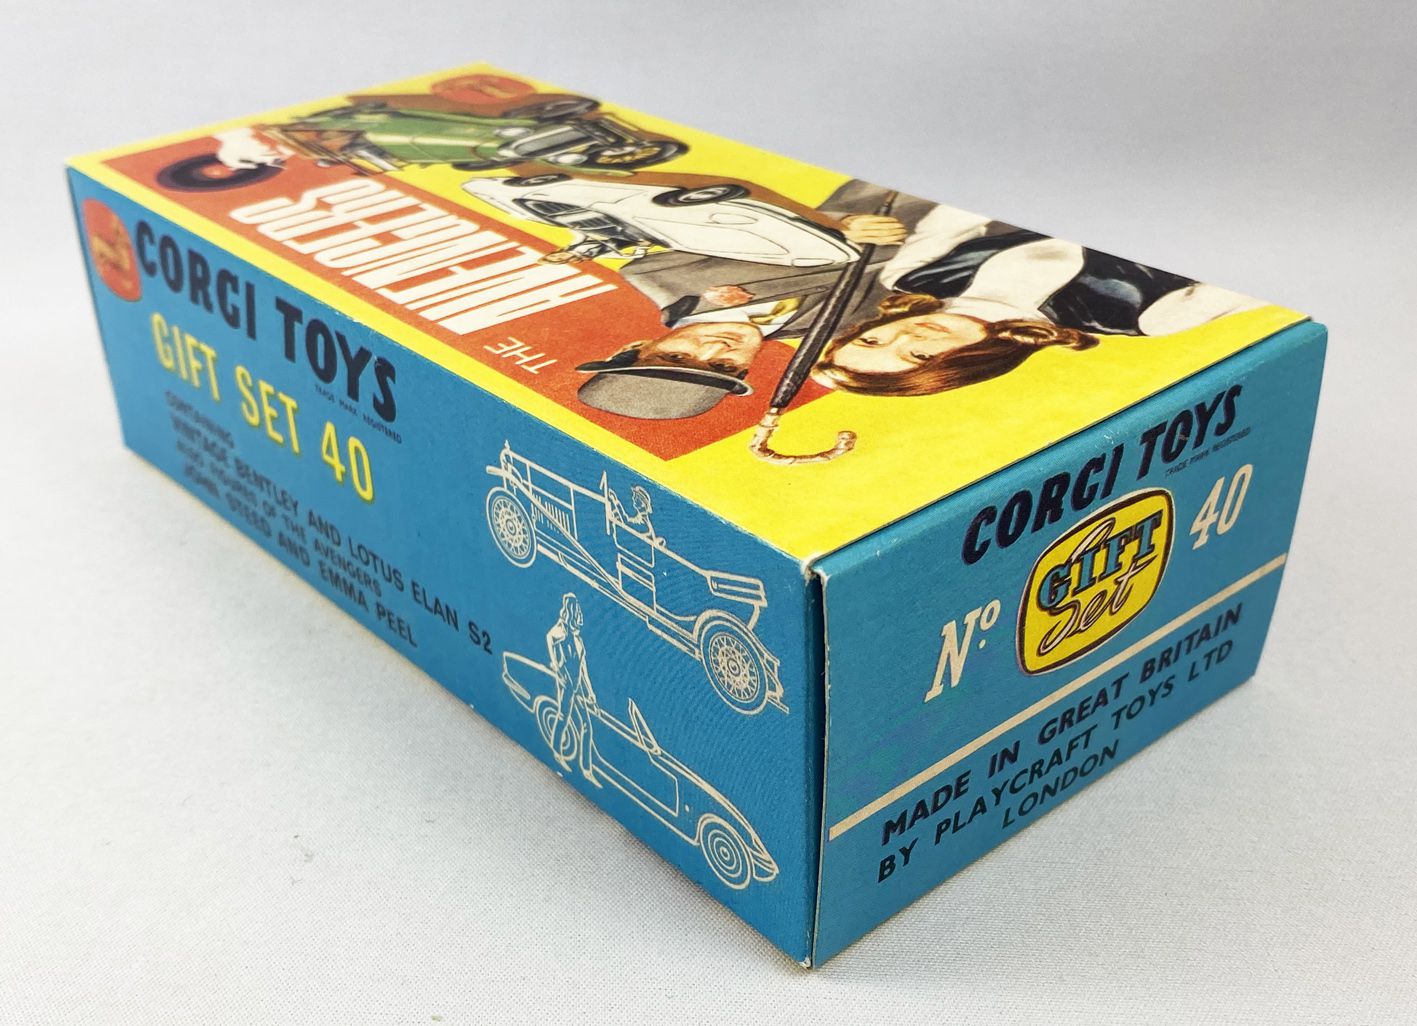 THE
AVENGERS
CORGI TOYS
TRADE MARK REGISTERED
GIFT SET 40
CONTAINING
VINTAGE BENTLEY AND LOTUS ELAN S2
ALSO FIGURES OF THE AVENGERS
JOHN STEED AND EMMA PEEL
CORGI TOYS
TRADE MARK REGISTERED
Nº GIFT Set 40
MADE IN GREAT BRITAIN
BY PLAYCRAFT TOYS LTD
LONDON